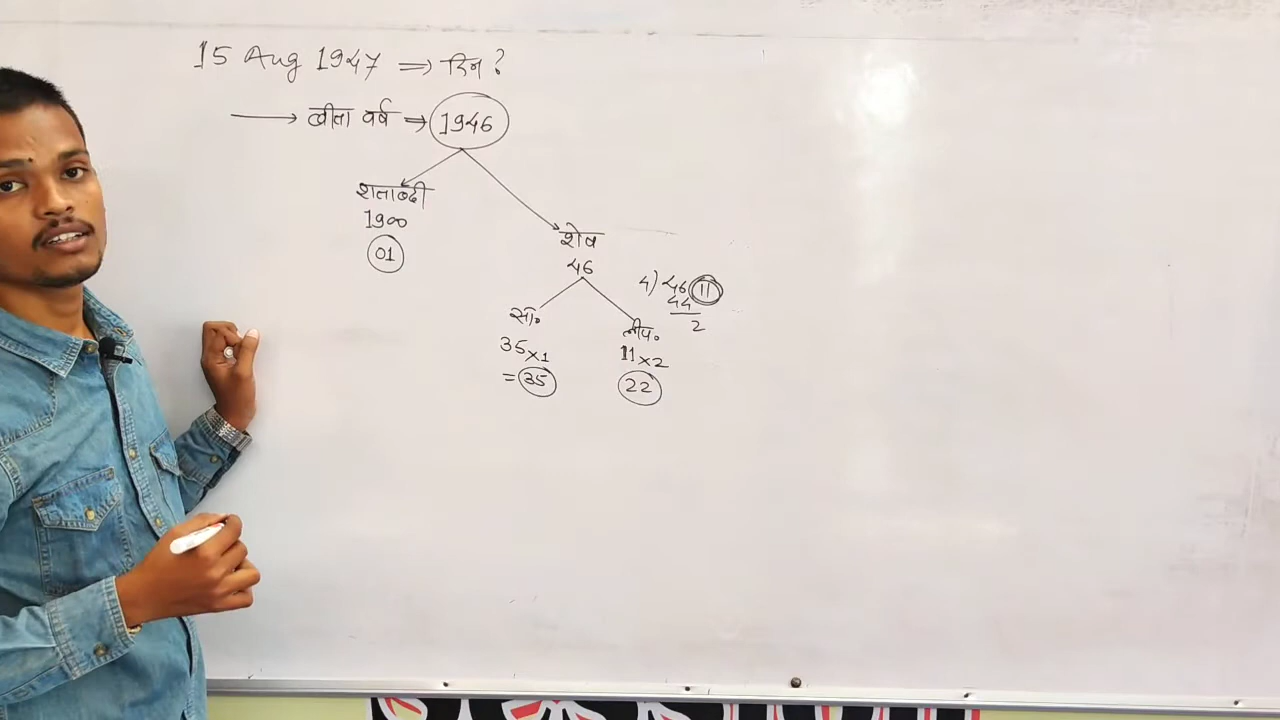 15 Aug 1947 ⇒ दिन ?
→ बीता वर्ष ⇒ 1946
शताब्दी
1900
01
शेष
46
4) 46 11
44
2
सा॰
35×1
= 35
लीप॰
11×2
22